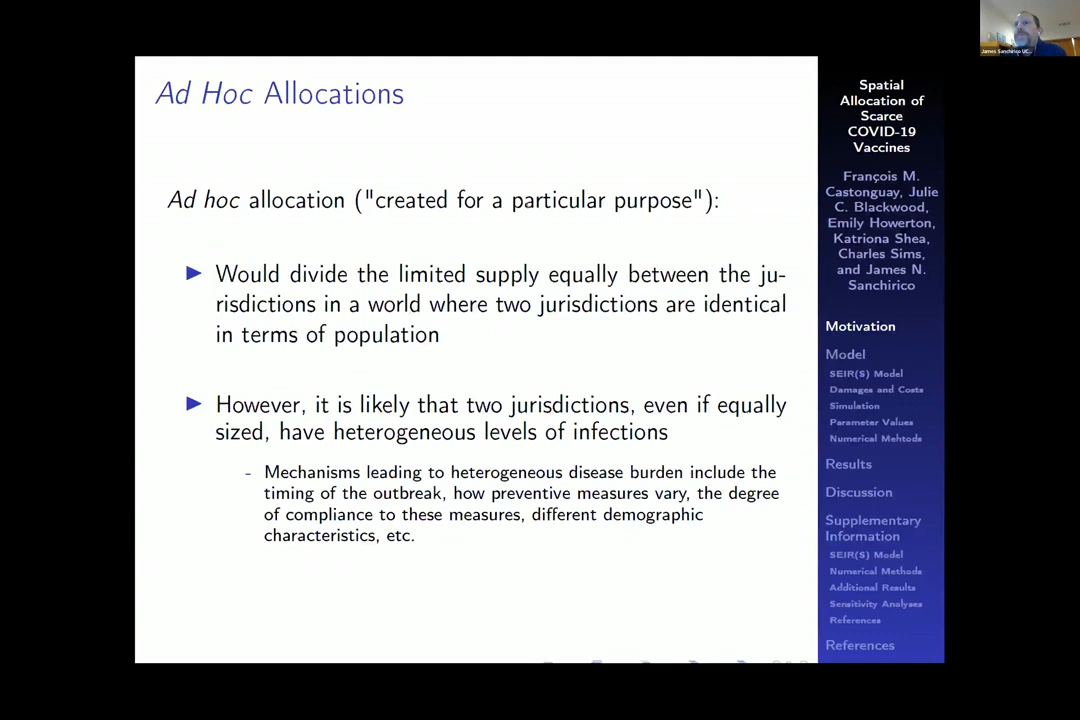 James Sanchirico UC...
Ad Hoc Allocations
Ad hoc allocation ("created for a particular purpose"):
Would divide the limited supply equally between the ju-
risdictions in a world where two jurisdictions are identical
in terms of population
However, it is likely that two jurisdictions, even if equally
sized, have heterogeneous levels of infections
- Mechanisms leading to heterogeneous disease burden include the
timing of the outbreak, how preventive measures vary, the degree
of compliance to these measures, different demographic
characteristics, etc.
Spatial
Allocation of
Scarce
COVID-19
Vaccines
François M.
Castonguay, Julie
C. Blackwood,
Emily Howerton,
Katriona Shea,
Charles Sims,
and James N.
Sanchirico
Motivation
Model
SEIR(S) Model
Damages and Costs
Simulation
Parameter Values
Numerical Mehtods
Results
Discussion
Supplementary
Information
SEIR(S) Model
Numerical Methods
Additional Results
Sensitivity Analyses
References
References